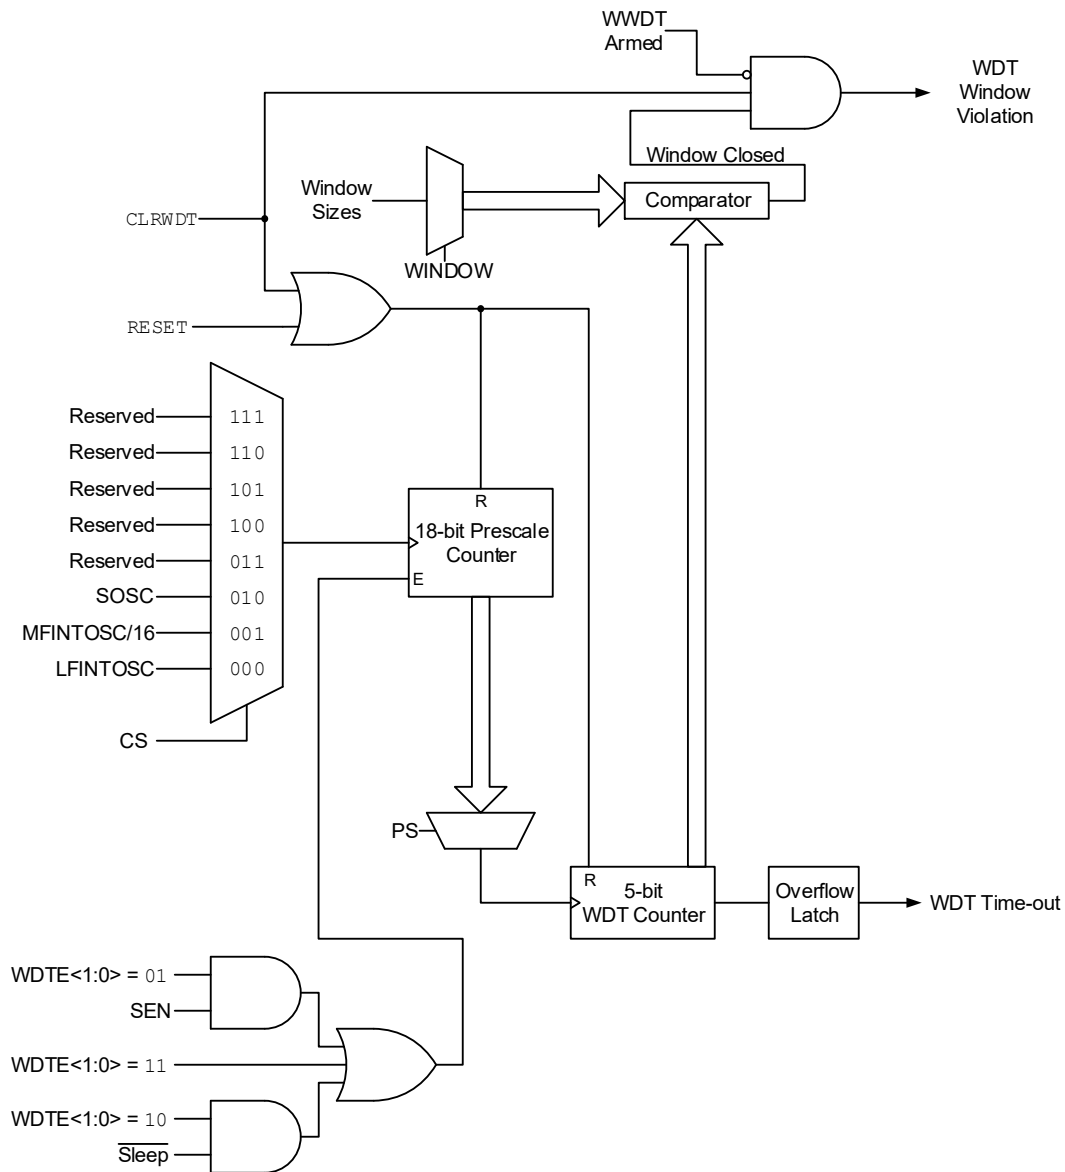 WWDT
Armed
WDT
Window
Violation
Window Closed
Window
Sizes
Comparator
CLRWDT
WINDOW
RESET
Reserved 111
Reserved 110
Reserved 101
Reserved 100
Reserved 011
SOSC 010
MFINTOSC/16 001
LFINTOSC 000
CS
R
18-bit Prescale
Counter
E
PS
R
5-bit
WDT Counter
Overflow
Latch
WDT Time-out
WDTE<1:0> = 01
SEN
WDTE<1:0> = 11
WDTE<1:0> = 10
Sleep